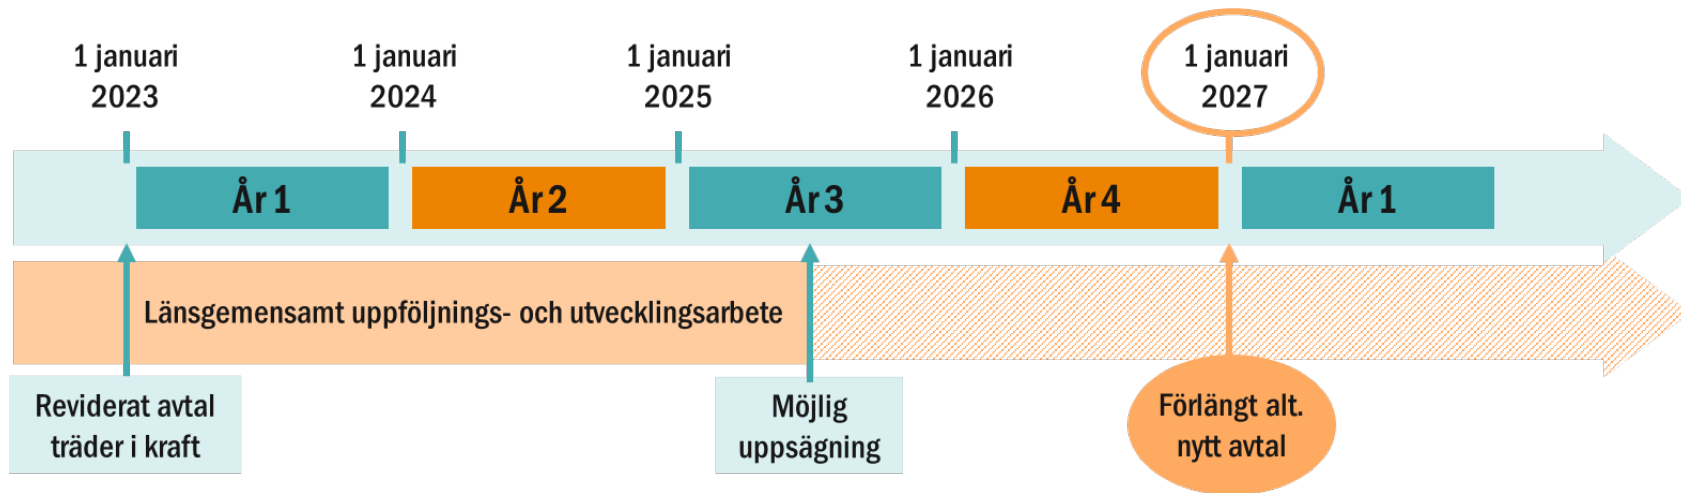 1 januari
2023
1 januari
2024
1 januari
2025
1 januari
2026
1 januari
2027
År 1
År 2
År 3
År 4
År 1
Länsgemensamt uppföljnings- och utvecklingsarbete
Reviderat avtal
träder i kraft
Möjlig
uppsägning
Förlängt alt.
nytt avtal